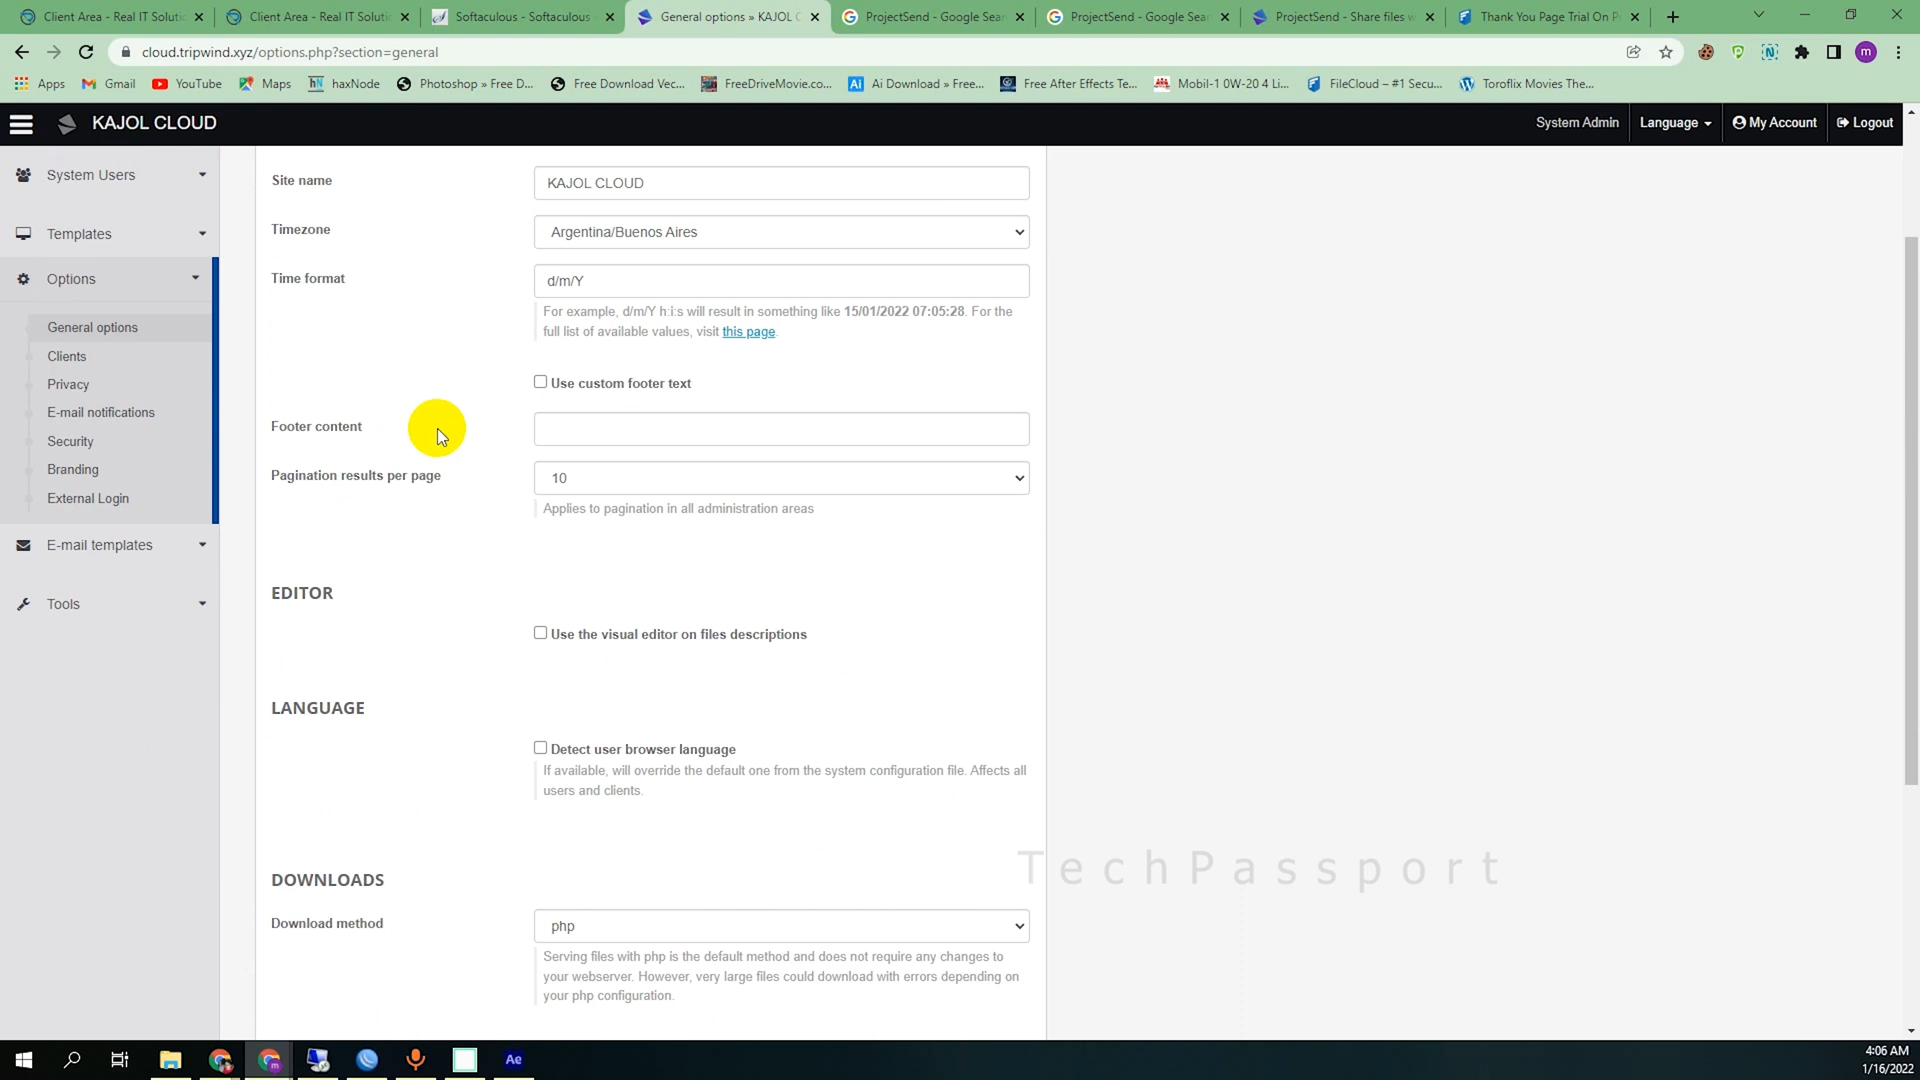 Client Area - Real IT Soluti
Client Area - Real IT Soluti
Softaculous - Softaculous
General options » KAJOL C
ProjectSend - Google Sear
ProjectSend - Google Sear
ProjectSend - Share files w
Thank You Page Trial On P
cloud.tripwind.xyz/options.php?section=general
m
Apps
Gmail
YouTube
Maps
hN haxNode
Photoshop » Free D...
Free Download Vec...
FreeDriveMovie.co...
Ai Ai Download » Free...
Free After Effects Te...
Mobil-1 0W-20 4 Li...
FileCloud – #1 Secu...
Toroflix Movies The...
KAJOL CLOUD
System Admin
Language
My Account
Logout
System Users
Templates
Options
General options
Clients
Privacy
E-mail notifications
Security
Branding
External Login
E-mail templates
Tools
Site name
KAJOL CLOUD
Timezone
Argentina/Buenos Aires
Time format
d/m/Y
For example, d/m/Y h:i:s will result in something like 15/01/2022 07:05:28. For the
full list of available values, visit this page.
Use custom footer text
Footer content
Pagination results per page
10
Applies to pagination in all administration areas
EDITOR
Use the visual editor on files descriptions
LANGUAGE
Detect user browser language
If available, will override the default one from the system configuration file. Affects all
users and clients.
TechPassport
DOWNLOADS
Download method
php
Serving files with php is the default method and does not require any changes to
your webserver. However, very large files could download with errors depending on
your php configuration.
Ae
4:06 AM
1/16/2022